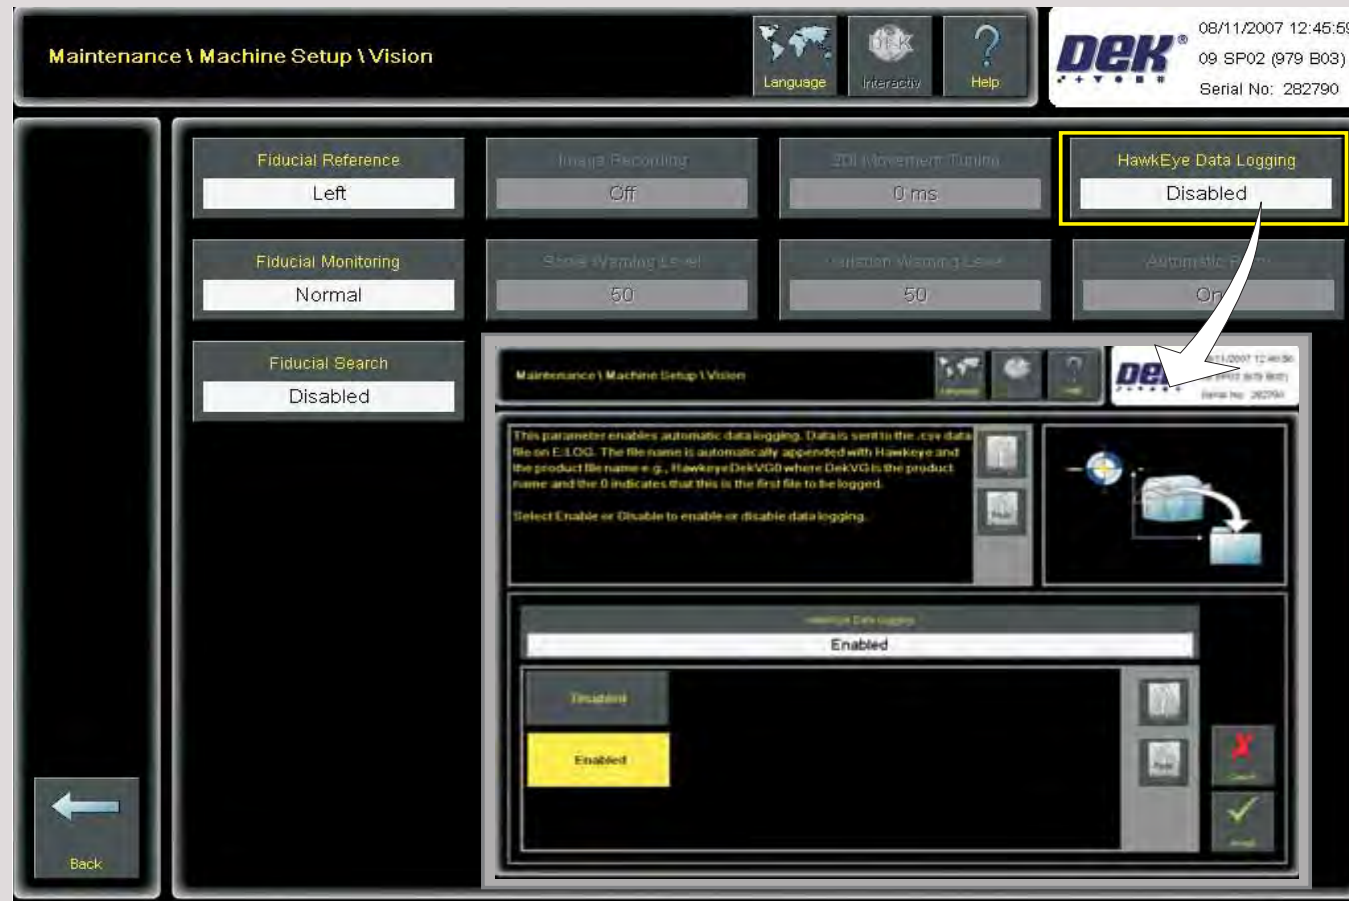 Maintenance \ Machine Setup \ Vision
Language
Interactiv
Help
DEK
08/11/2007 12:45:59
09 SP02 (979 B03)
Serial No: 282790
Fiducial Reference
Left
Image Recording
Off
2DI Movement Tuning
0 ms
HawkEye Data Logging
Disabled
Fiducial Monitoring
Normal
Score Warning Level
50
Warning Level
50
Automatic
On
Fiducial Search
Disabled
Maintenance \ Machine Setup \ Vision
DEK
This parameter enables automatic data logging. Data is sent to the .csv data
file on E:LOG. The file name is automatically appended with Hawkeye and
the product file name e.g., HawkeyeDekVG0 where DekVG is the product
name and the 0 indicates that this is the first file to be logged.
Select Enable or Disable to enable or disable data logging.
HawkEye Data Logging
Enabled
Disabled
Enabled
Back